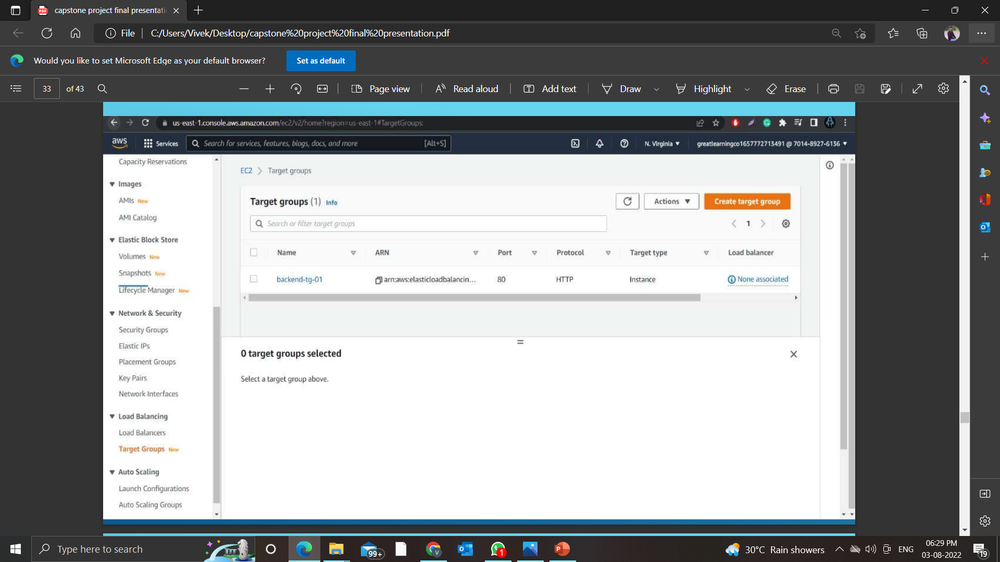 capstone project final presentati
File
C:/Users/Vivek/Desktop/capstone%20project%20final%20presentation.pdf
Would you like to set Microsoft Edge as your default browser?
Set as default
33 of 43
Page view
Read aloud
Add text
Draw
Highlight
Erase
us-east-1.console.aws.amazon.com/ec2/v2/home?region=us-east-1#TargetGroups:
aws
Services
Search for services, features, blogs, docs, and more
[Alt+S]
N. Virginia
greatlearningco1657772713491 @ 7014-8927-6136
Capacity Reservations
Images
AMIs New
AMI Catalog
Elastic Block Store
Volumes New
Snapshots New
Lifecycle Manager New
Network & Security
Security Groups
Elastic IPs
Placement Groups
Key Pairs
Network Interfaces
Load Balancing
Load Balancers
Target Groups New
Auto Scaling
Launch Configurations
Auto Scaling Groups
EC2 > Target groups
Target groups (1) Info
Actions
Create target group
Search or filter target groups
1
Name ARN Port Protocol Target type Load balancer
backend-tg-01 arn:aws:elasticloadbalancin... 80 HTTP Instance None associated
0 target groups selected
Select a target group above.
Type here to search
99+
1
30°C Rain showers
ENG
06:29 PM
03-08-2022
19